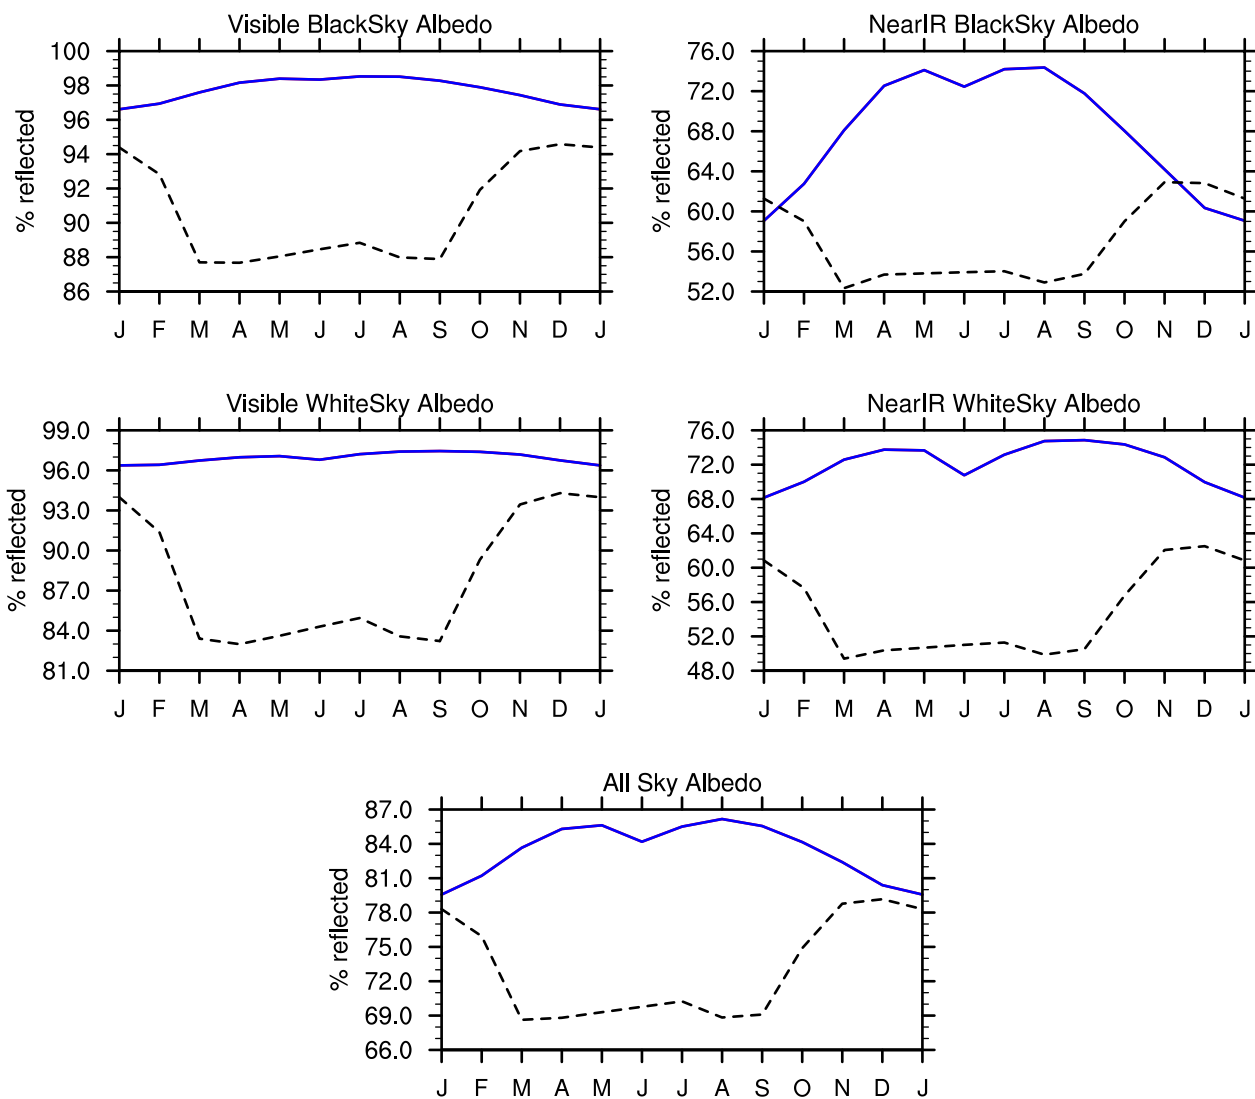 Visible BlackSky Albedo
% reflected
100
98
96
94
92
90
88
86
J F M A M J J A S O N D J
NearIR BlackSky Albedo
% reflected
76.0
72.0
68.0
64.0
60.0
56.0
52.0
J F M A M J J A S O N D J
Visible WhiteSky Albedo
% reflected
99.0
96.0
93.0
90.0
87.0
84.0
81.0
J F M A M J J A S O N D J
NearIR WhiteSky Albedo
% reflected
76.0
72.0
68.0
64.0
60.0
56.0
52.0
48.0
J F M A M J J A S O N D J
All Sky Albedo
% reflected
87.0
84.0
81.0
78.0
75.0
72.0
69.0
66.0
J F M A M J J A S O N D J